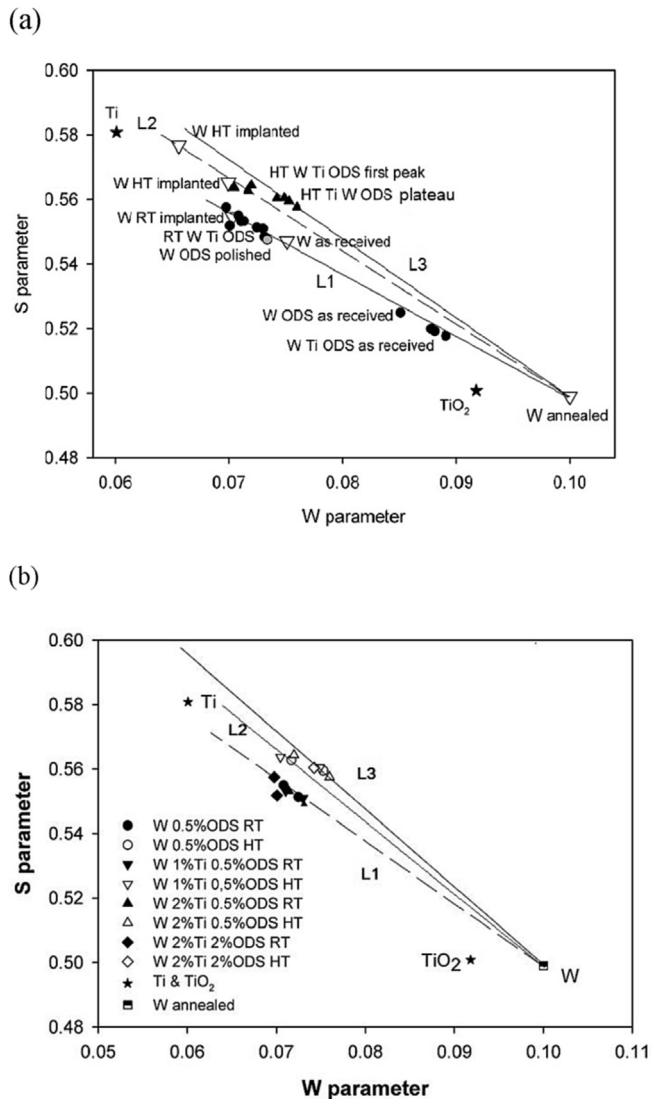 (a)
0.60
0.58
0.56
0.54
0.52
0.50
0.48
S parameter
Ti
L2
W HT implanted
HT W Ti ODS first peak
W HT implanted
HT Ti W ODS plateau
W RT implanted
RT W Ti ODS
W as received
W ODS polished
L3
L1
W ODS as received
W Ti ODS as received
TiO2
W annealed
0.06 0.07 0.08 0.09 0.10
W parameter
(b)
0.60
0.58
0.56
0.54
0.52
0.50
0.48
S parameter
Ti
L2
L3
L1
W 0.5%ODS RT
W 0.5%ODS HT
W 1%Ti 0.5%ODS RT
W 1%Ti 0,5%ODS HT
W 2%Ti 0.5%ODS RT
W 2%Ti 0.5%ODS HT
W 2%Ti 2%ODS RT
W 2%Ti 2%ODS HT
Ti & TiO2
W annealed
TiO2
W
0.05 0.06 0.07 0.08 0.09 0.10 0.11
W parameter